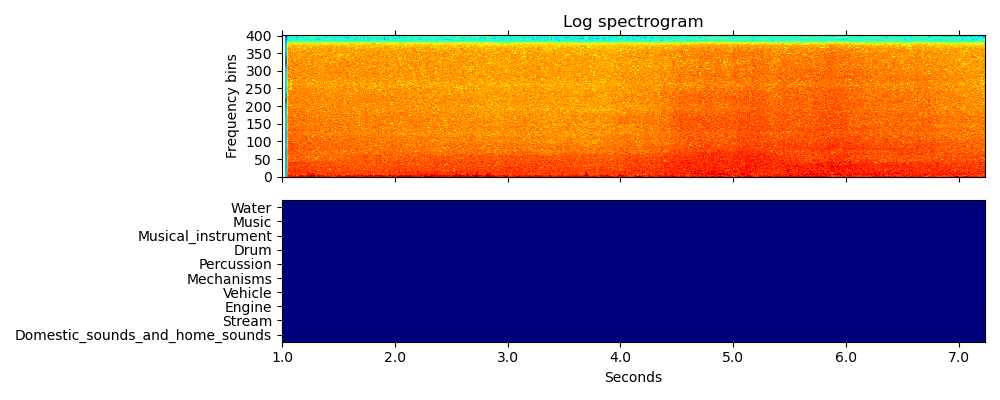 Log spectrogram
Frequency bins
400
350
300
250
200
150
100
50
0
Water
Music
Musical_instrument
Drum
Percussion
Mechanisms
Vehicle
Engine
Stream
Domestic_sounds_and_home_sounds
1.0 2.0 3.0 4.0 5.0 6.0 7.0
Seconds